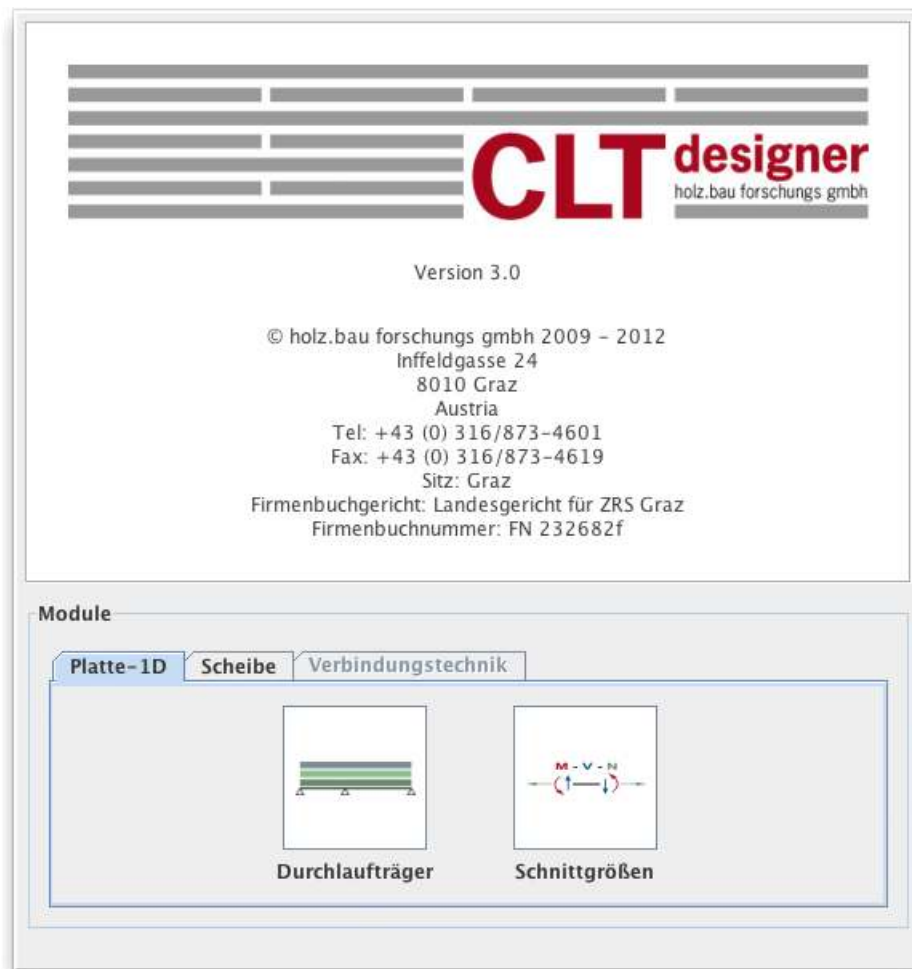 CLT designer
holz.bau forschungs gmbh
Version 3.0
© holz.bau forschungs gmbh 2009 – 2012
Inffeldgasse 24
8010 Graz
Austria
Tel: +43 (0) 316/873–4601
Fax: +43 (0) 316/873–4619
Sitz: Graz
Firmenbuchgericht: Landesgericht für ZRS Graz
Firmenbuchnummer: FN 232682f
Module
Platte–1D Scheibe Verbindungstechnik
M - V - N
Durchlaufträger Schnittgrößen